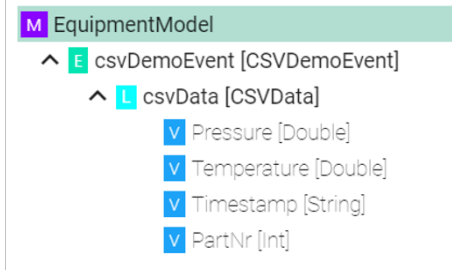 M EquipmentModel
E csvDemoEvent [CSVDemoEvent]
L csvData [CSVData]
V Pressure [Double]
V Temperature [Double]
V Timestamp [String]
V PartNr [Int]